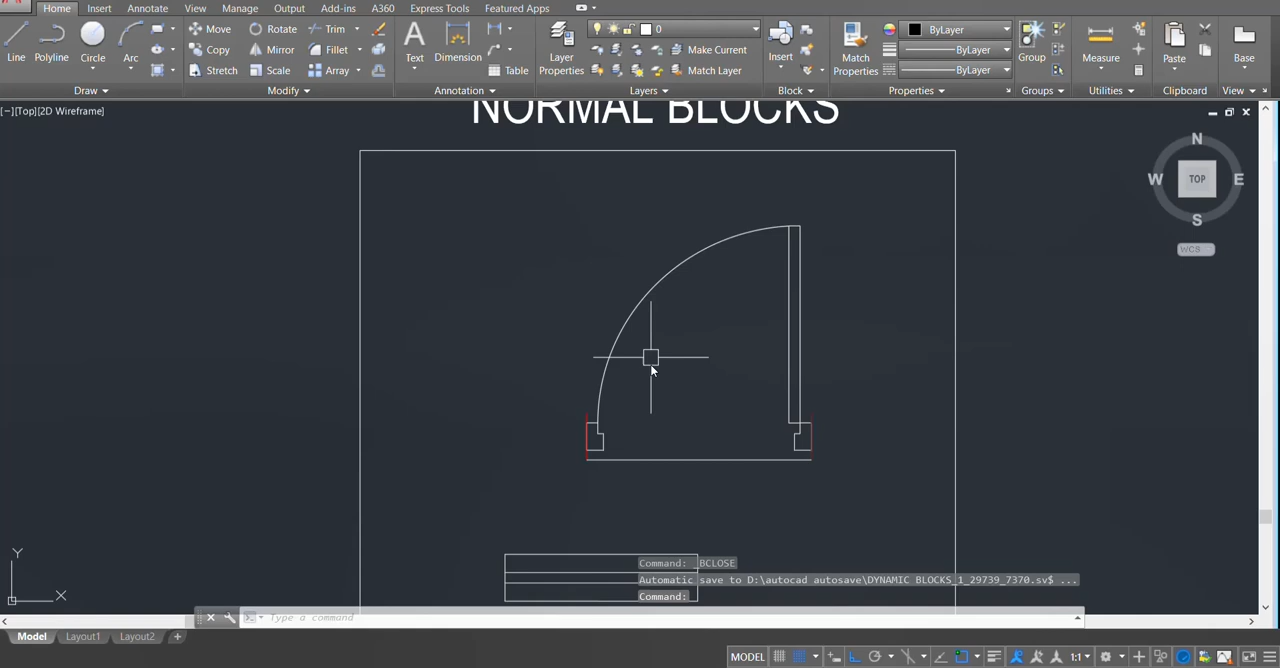 Home Insert Annotate View Manage Output Add-ins A360 Express Tools Featured Apps
Line Polyline Circle Arc
Move Rotate Trim
Copy Mirror Fillet
Stretch Scale Array
Text Dimension Table
Layer Properties
0
Make Current
Match Layer
Insert
Match Properties
ByLayer
ByLayer
ByLayer
Group Measure Paste Base
Draw Modify Annotation Layers Block Properties Groups Utilities Clipboard View
[−][Top][2D Wireframe]
NORMAL BLOCKS
N
W TOP E
S
WCS
Y
X
Command: _BCLOSE
Automatic save to D:\autocad autosave\DYNAMIC BLOCKS_1_29739_7370.sv$ ...
Command:
Type a command
Model Layout1 Layout2 +
MODEL 1:1